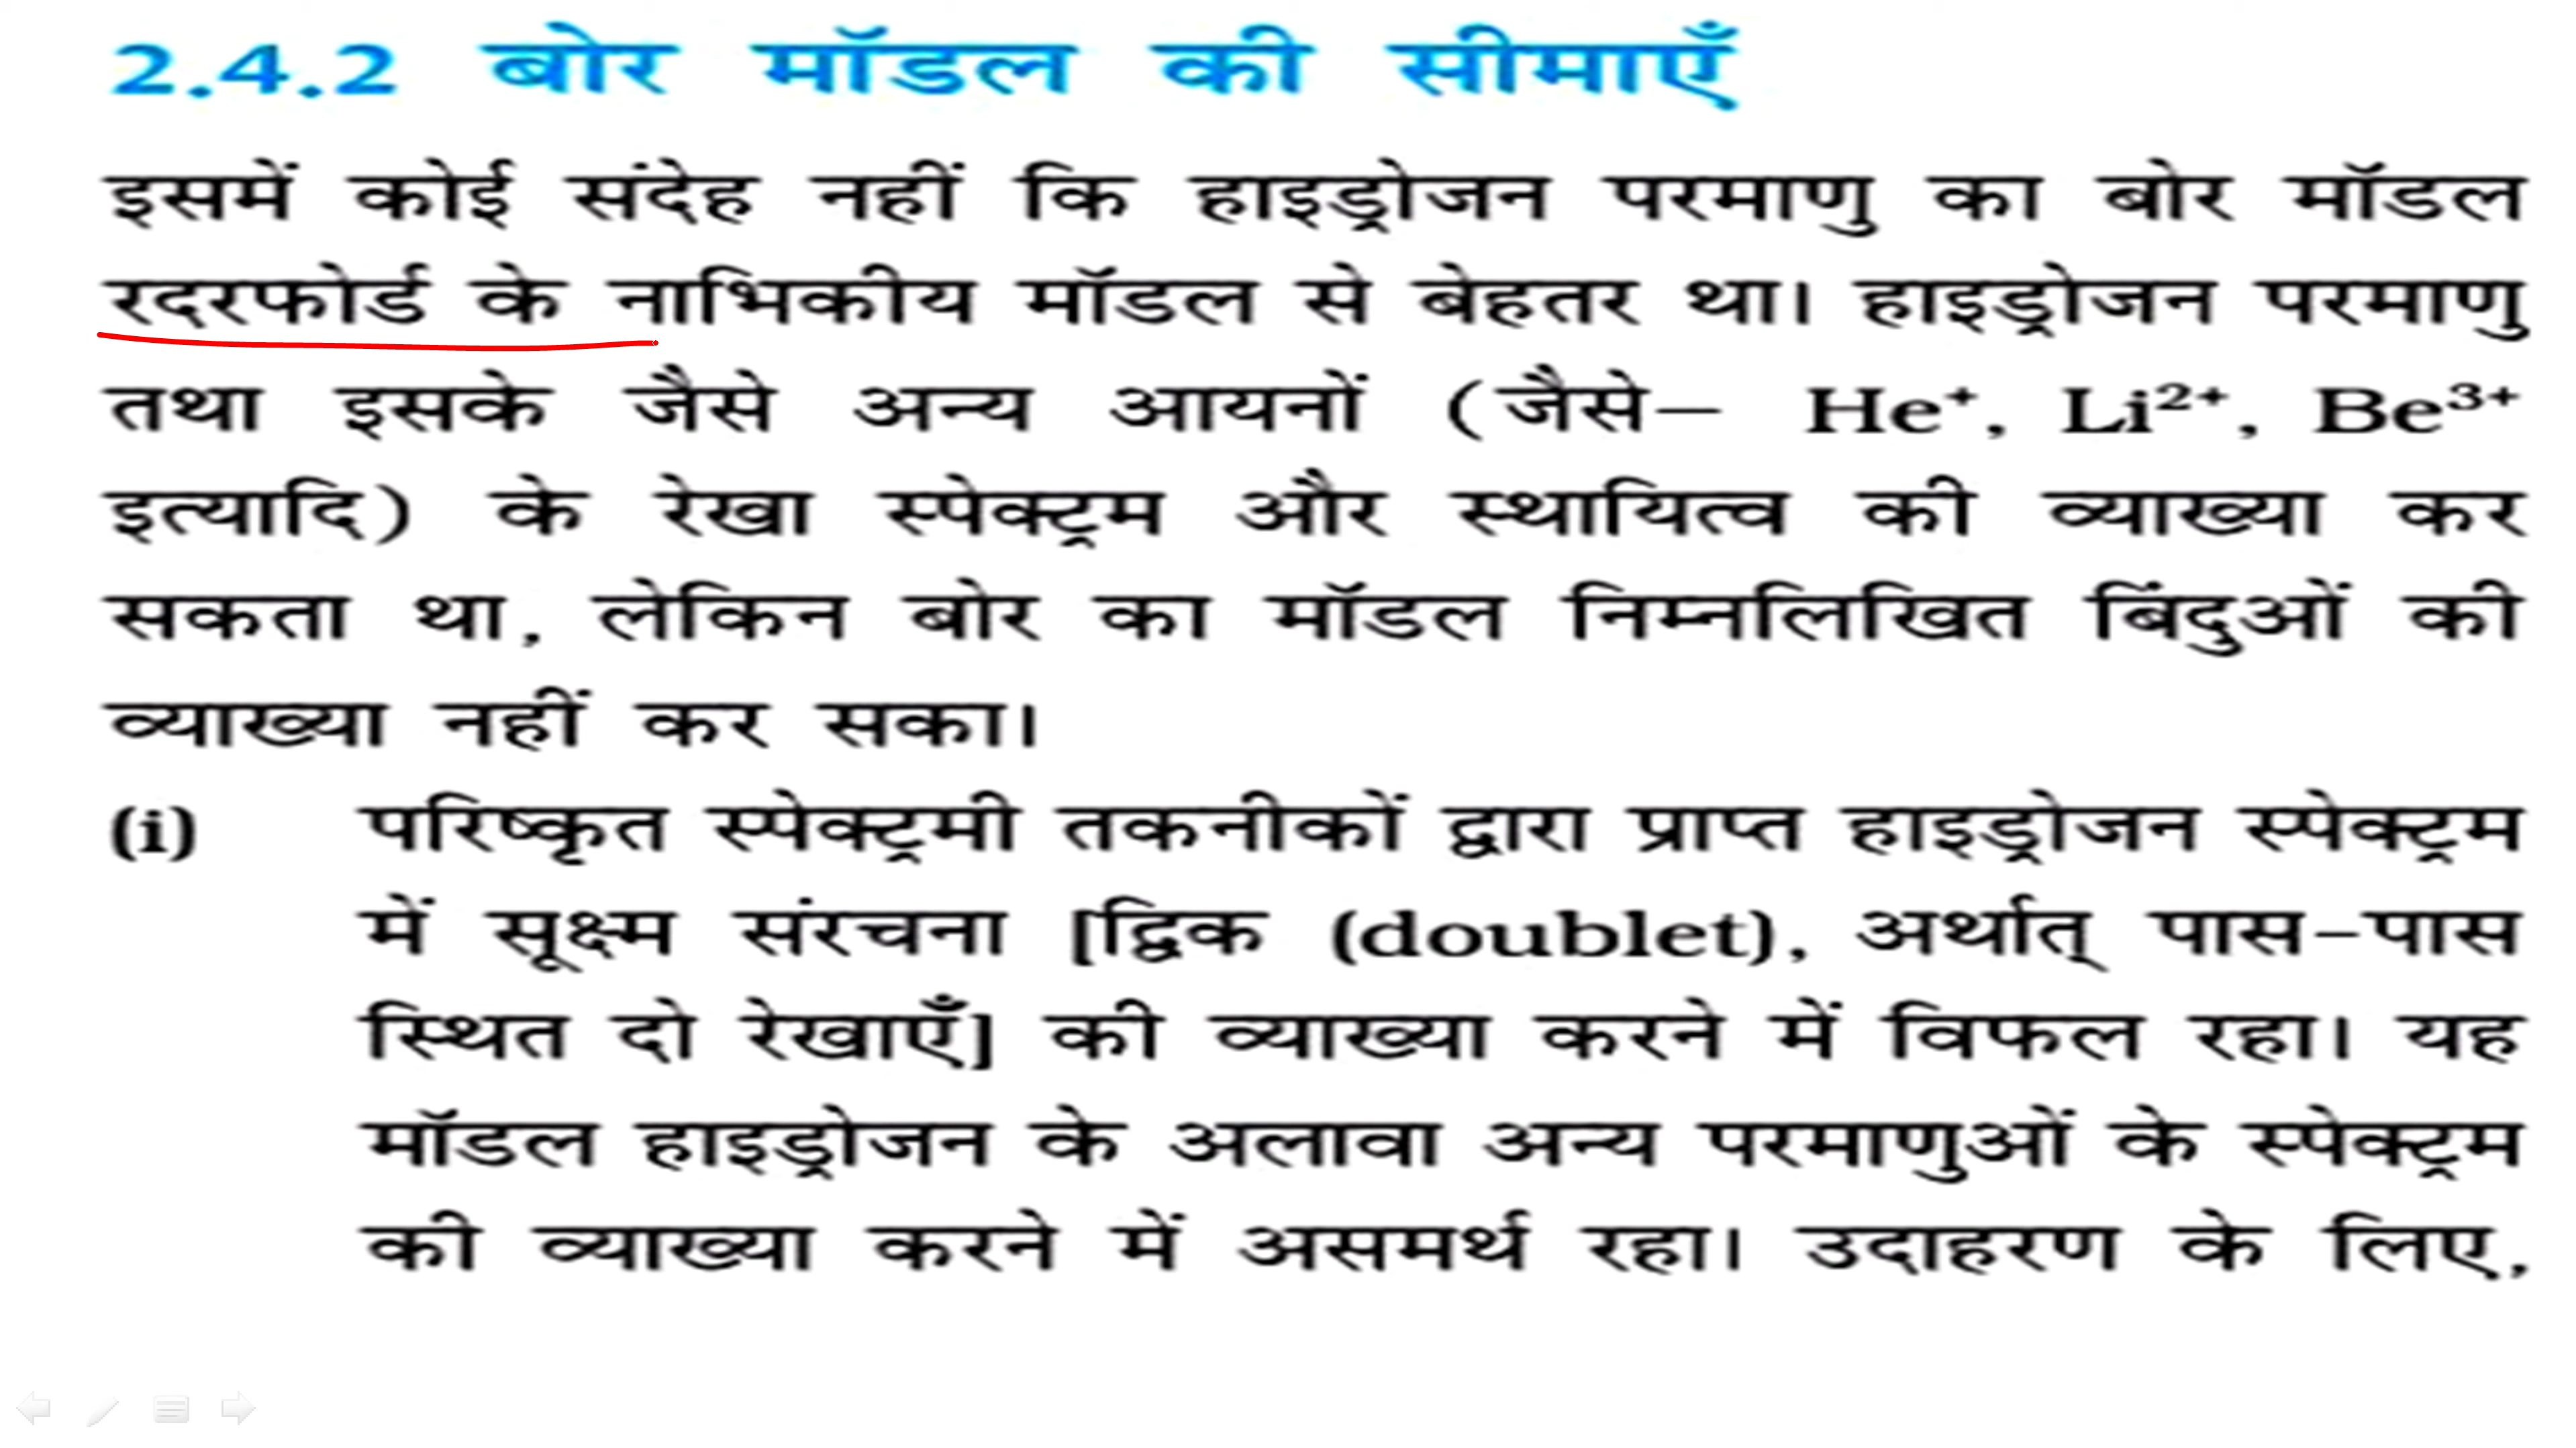 2.4.2 बोर मॉडल की सीमाएँ
इसमें कोई संदेह नहीं कि हाइड्रोजन परमाणु का बोर मॉडल
रदरफोर्ड के नाभिकीय मॉडल से बेहतर था। हाइड्रोजन परमाणु
तथा इसके जैसे अन्य आयनों (जैसे– He⁺, Li²⁺, Be³⁺
इत्यादि) के रेखा स्पेक्ट्रम और स्थायित्व की व्याख्या कर
सकता था, लेकिन बोर का मॉडल निम्नलिखित बिंदुओं की
व्याख्या नहीं कर सका।
(i) परिष्कृत स्पेक्ट्रमी तकनीकों द्वारा प्राप्त हाइड्रोजन स्पेक्ट्रम
में सूक्ष्म संरचना [द्विक (doublet), अर्थात् पास-पास
स्थित दो रेखाएँ] की व्याख्या करने में विफल रहा। यह
मॉडल हाइड्रोजन के अलावा अन्य परमाणुओं के स्पेक्ट्रम
की व्याख्या करने में असमर्थ रहा। उदाहरण के लिए,